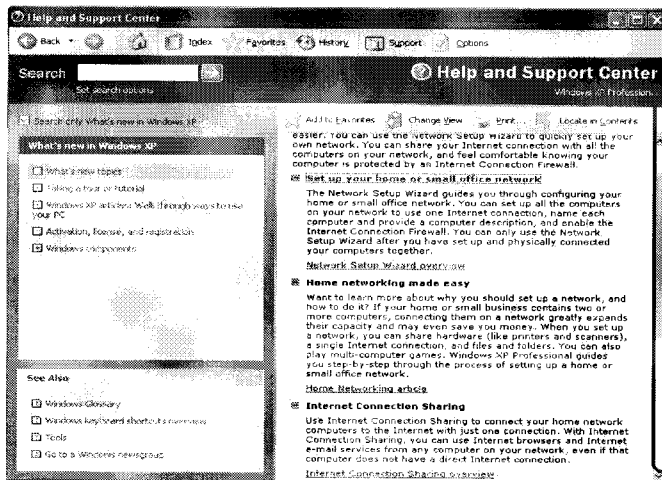 Help and Support Center
Back
Index
Favorites
History
Support
Options
Search
Set search options
Help and Support Center
Windows XP Profession...
Search only What's new in Windows XP
What's new in Windows XP
What's new topics
Taking a tour or tutorial
Windows XP articles: Walk through ways to use
your PC
Activation, license, and registration
Windows components
See Also
Windows Glossary
Windows keyboard shortcuts overview
Tools
Go to a Windows newsgroup
Add to Favorites
Change View
Print...
Locate in Contents
easier. You can use the Network Setup Wizard to quickly set up your
own network. You can share your Internet connection with all the
computers on your network, and feel comfortable knowing your
computer is protected by an Internet Connection Firewall.
Set up your home or small office network
The Network Setup Wizard guides you through configuring your
home or small office network. You can set up all the computers
on your network to use one Internet connection, name each
computer and provide a computer description, and enable the
Internet Connection Firewall. You can only use the Network
Setup Wizard after you have set up and physically connected
your computers together.
Network Setup Wizard overview
Home networking made easy
Want to learn more about why you should set up a network, and
how to do it? If your home or small business contains two or
more computers, connecting them on a network greatly expands
their capacity and may even save you money. When you set up
a network, you can share hardware (like printers and scanners),
a single Internet connection, and files and folders. You can also
play multi-computer games. Windows XP Professional guides
you step-by-step through the process of setting up a home or
small office network.
Home Networking article
Internet Connection Sharing
Use Internet Connection Sharing to connect your home network
computers to the Internet with just one connection. With Internet
Connection Sharing, you can use Internet browsers and Internet
e-mail services from any computer on your network, even if that
computer does not have a direct Internet connection.
Internet Connection Sharing overview